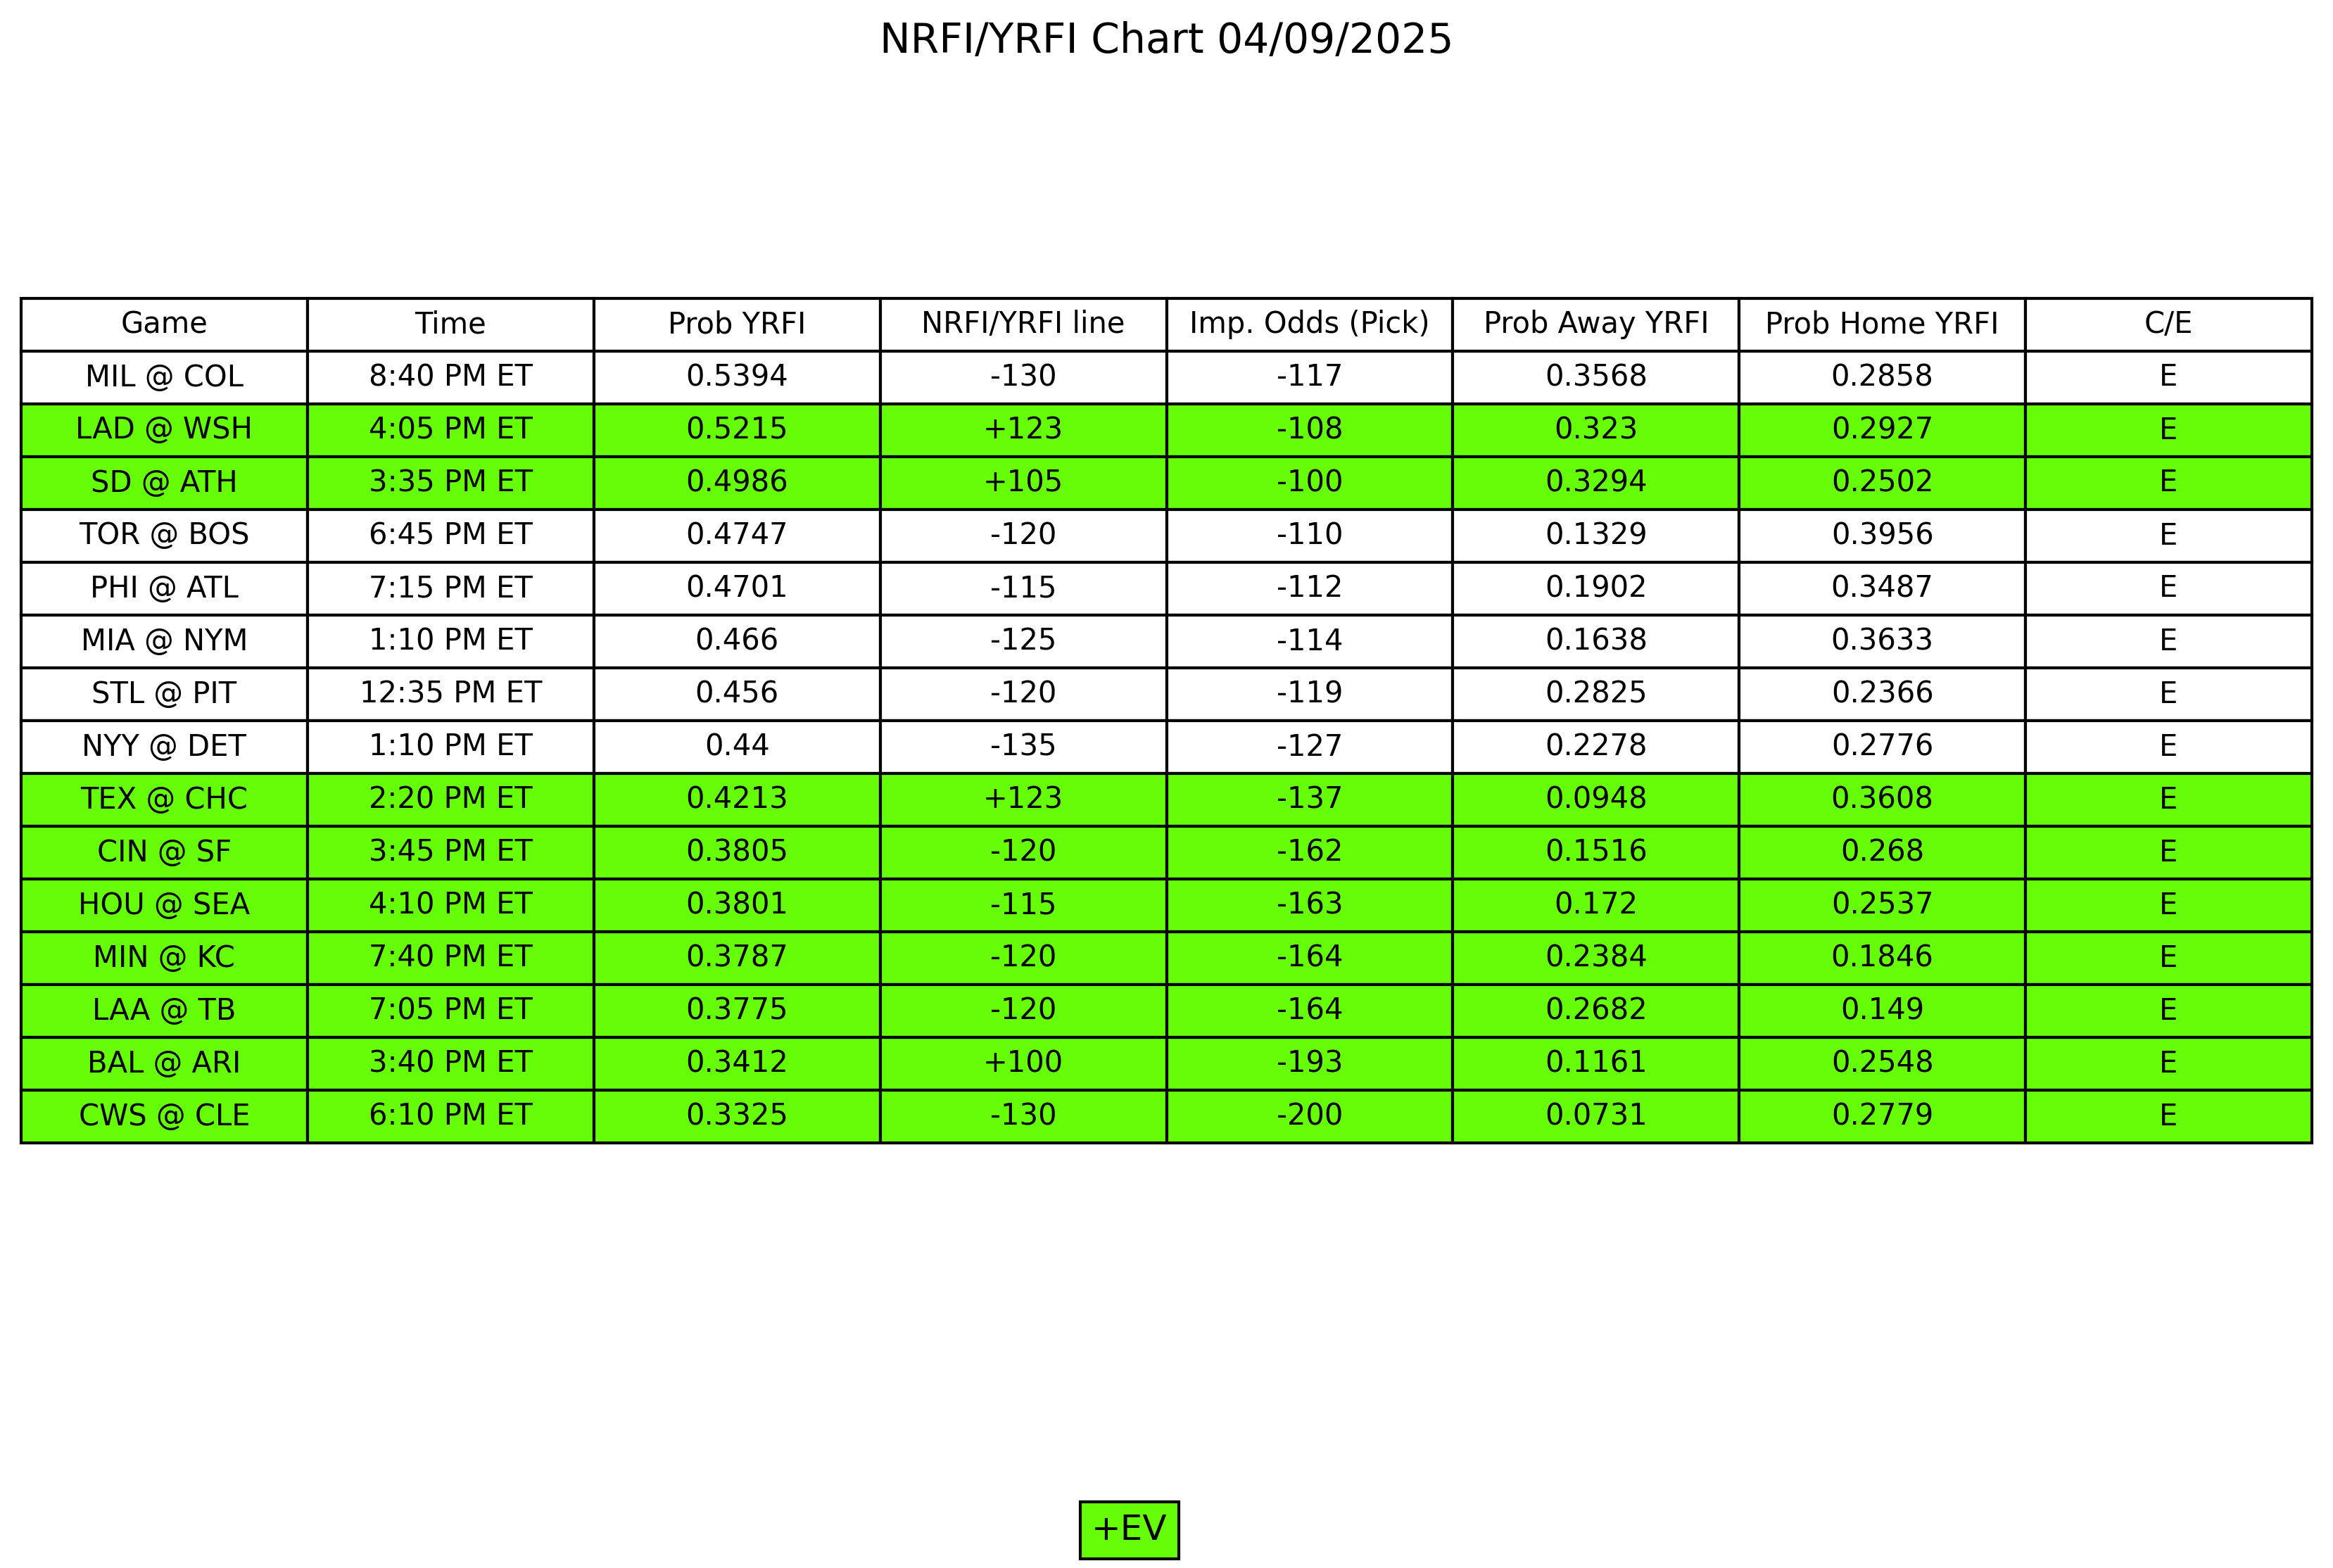 NRFI/YRFI Chart 04/09/2025
Game Time Prob YRFI NRFI/YRFI line Imp. Odds (Pick) Prob Away YRFI Prob Home YRFI C/E
MIL @ COL 8:40 PM ET 0.5394 -130 -117 0.3568 0.2858 E
LAD @ WSH 4:05 PM ET 0.5215 +123 -108 0.323 0.2927 E
SD @ ATH 3:35 PM ET 0.4986 +105 -100 0.3294 0.2502 E
TOR @ BOS 6:45 PM ET 0.4747 -120 -110 0.1329 0.3956 E
PHI @ ATL 7:15 PM ET 0.4701 -115 -112 0.1902 0.3487 E
MIA @ NYM 1:10 PM ET 0.466 -125 -114 0.1638 0.3633 E
STL @ PIT 12:35 PM ET 0.456 -120 -119 0.2825 0.2366 E
NYY @ DET 1:10 PM ET 0.44 -135 -127 0.2278 0.2776 E
TEX @ CHC 2:20 PM ET 0.4213 +123 -137 0.0948 0.3608 E
CIN @ SF 3:45 PM ET 0.3805 -120 -162 0.1516 0.268 E
HOU @ SEA 4:10 PM ET 0.3801 -115 -163 0.172 0.2537 E
MIN @ KC 7:40 PM ET 0.3787 -120 -164 0.2384 0.1846 E
LAA @ TB 7:05 PM ET 0.3775 -120 -164 0.2682 0.149 E
BAL @ ARI 3:40 PM ET 0.3412 +100 -193 0.1161 0.2548 E
CWS @ CLE 6:10 PM ET 0.3325 -130 -200 0.0731 0.2779 E
+EV